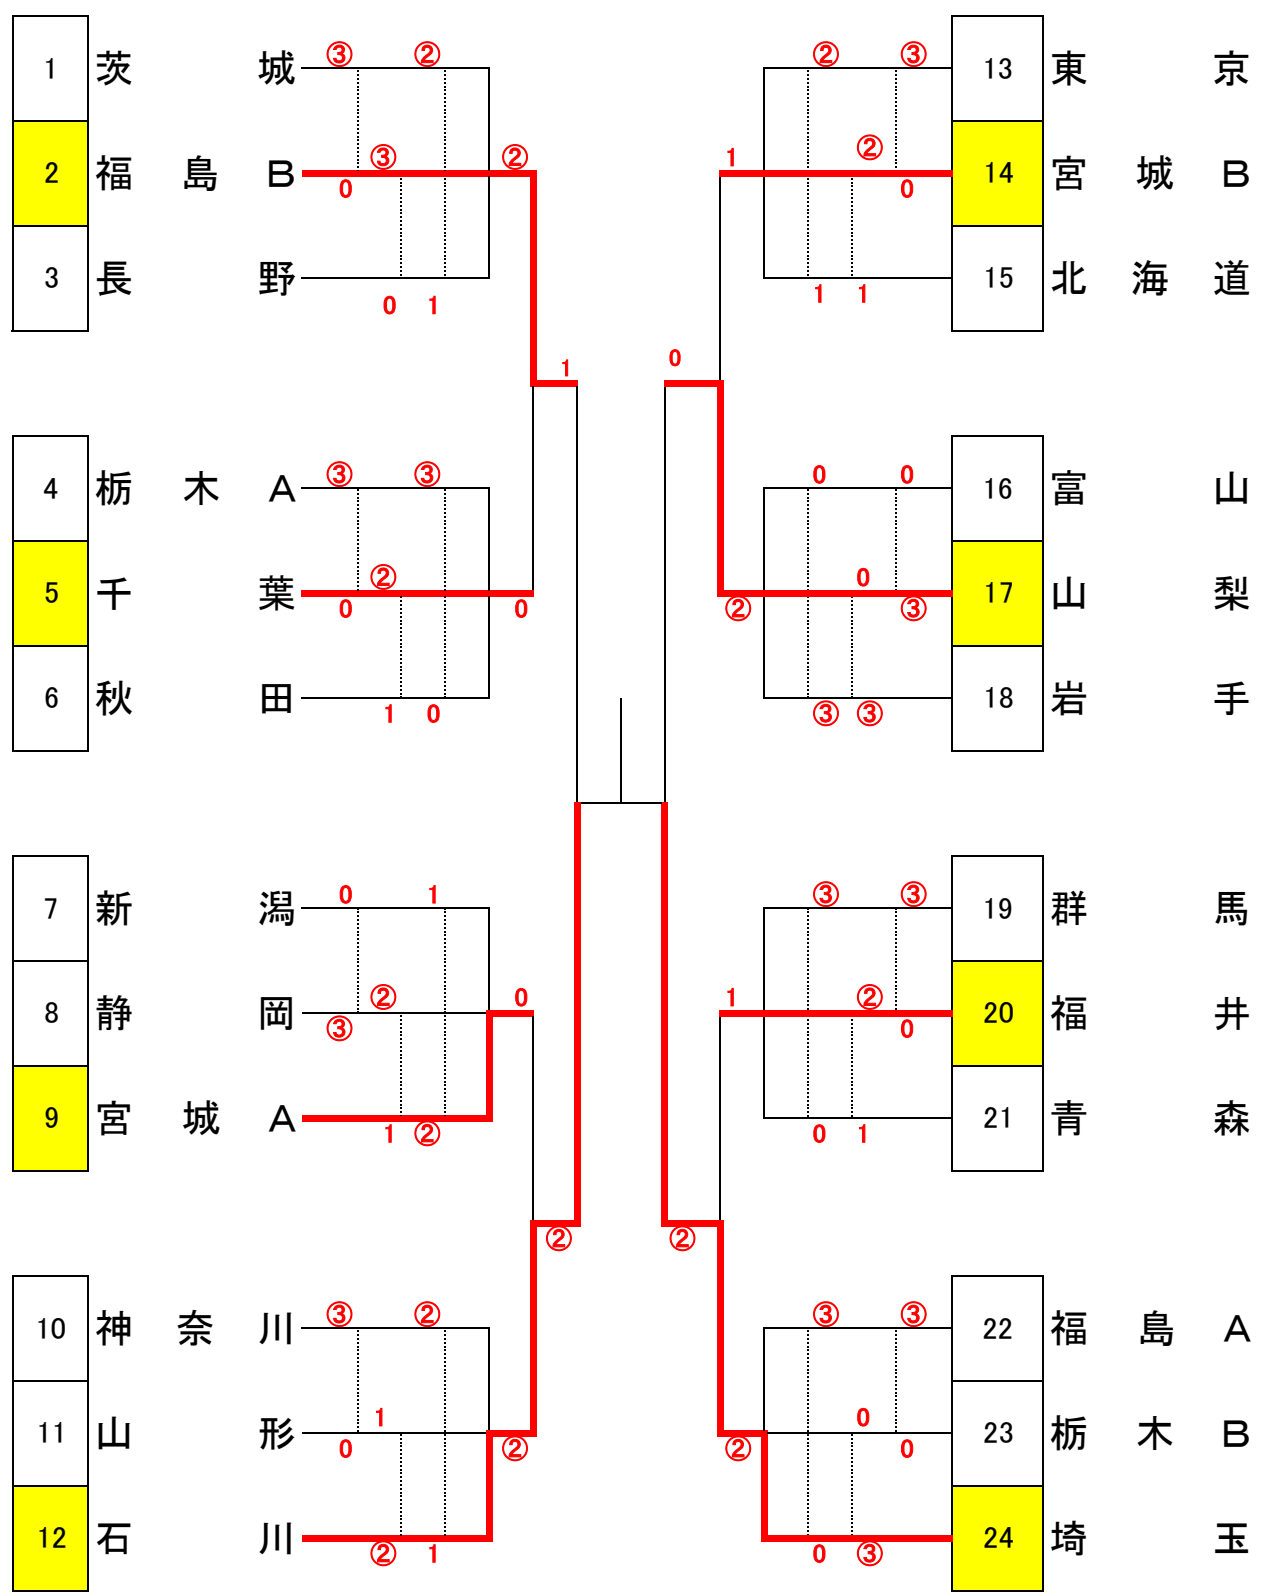 ③ ② ② ③
1 茨城 13 東京
③ ② 1 ②
2 福島B 14 宮城B
0 0
3 長野 15 北海道
0 1 1 1
1 0
③ ③ 0 0
4 栃木A 16 富山
② 0
5 千葉 17 山梨
0 0 ② ③
6 秋田 18 岩手
1 0 ③ ③
0 1 ③ ③
7 新潟 19 群馬
② 0 1 ②
8 静岡 20 福井
③ 0
9 宮城A 21 青森
1 ② 0 1
② ②
③ ② ③ ③
10 神奈川 22 福島A
1 0
11 山形 23 栃木B
0 ② ② 0
12 石川 24 埼玉
② 1 0 ③